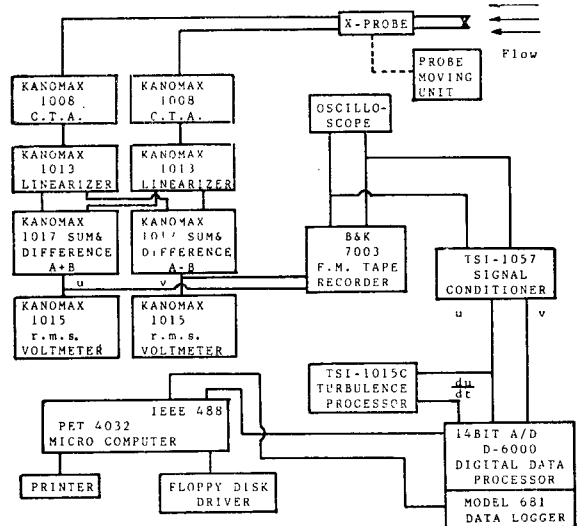 X-PROBE
Flow
PROBE
MOVING
UNIT
KANOMAX
1008
C.T.A.
KANOMAX
1008
C.T.A.
OSCILLO-
SCOPE
KANOMAX
1013
LINEARIZER
KANOMAX
1013
LINEARIZER
KANOMAX
1017 SUM&
DIFFERENCE
A+B
KANOMAX
1017 SUM&
DIFFERENCE
A-B
B&K
7003
F.M. TAPE
RECORDER
TSI-1057
SIGNAL
CONDITIONER
u
v
u
v
KANOMAX
1015
r.m.s.
VOLTMETER
KANOMAX
1015
r.m.s.
VOLTMETER
TSI-1015C
TURBULENCE
PROCESSOR
du
dt
IEEE 488
PET 4032
MICRO COMPUTER
14BIT A/D
D-6000
DIGITAL DATA
PROCESSOR
PRINTER
FLOPPY DISK
DRIVER
MODEL 681
DATA LOGGER